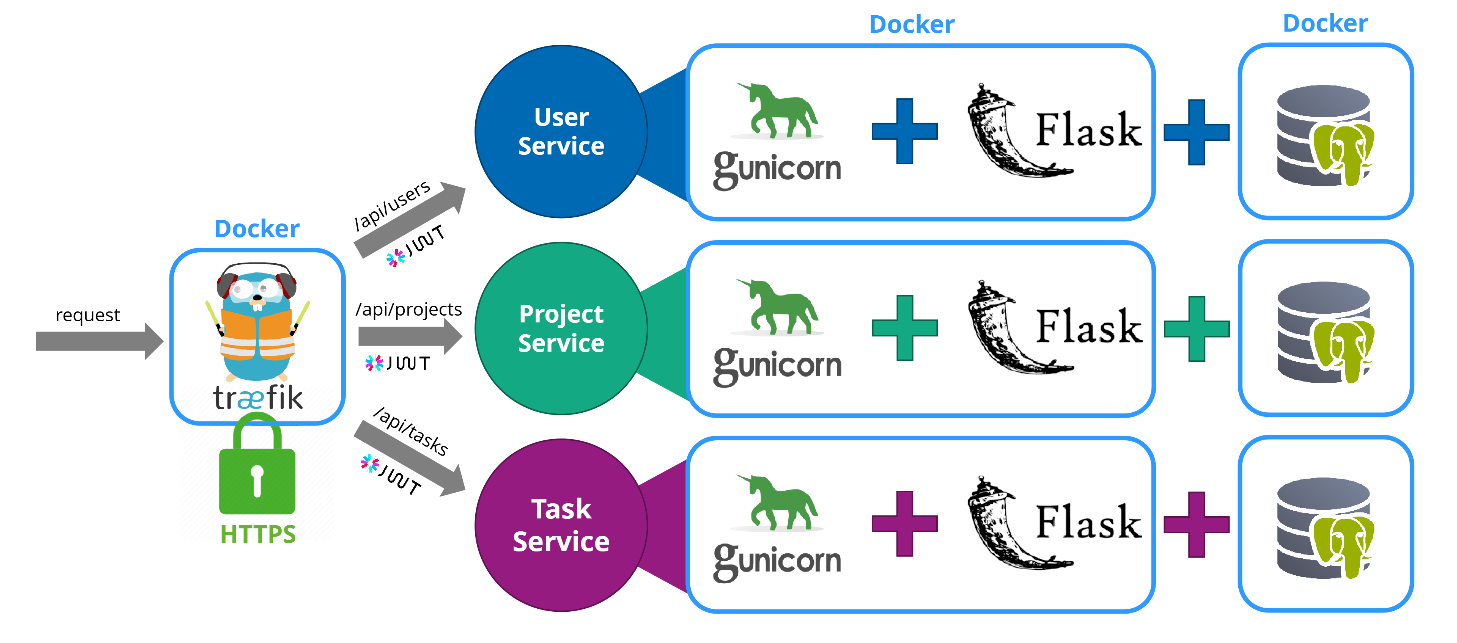 Docker
Docker
User
Service
gunicorn
Flask
/api/users
JWT
Docker
request
træfik
HTTPS
/api/projects
JWT
Project
Service
gunicorn
Flask
/api/tasks
JWT
Task
Service
gunicorn
Flask